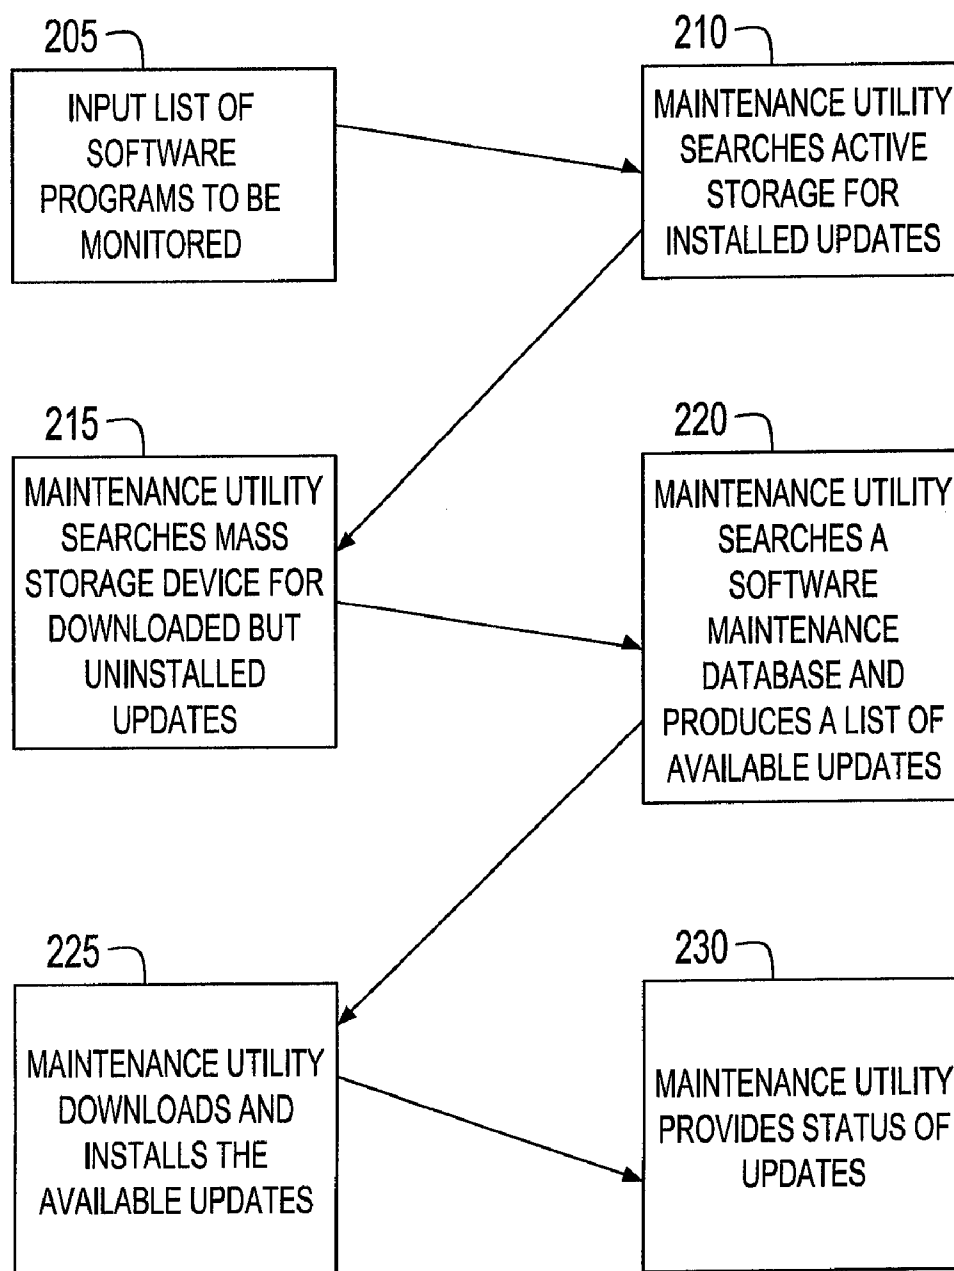 205
INPUT LIST OF
SOFTWARE
PROGRAMS TO BE
MONITORED
210
MAINTENANCE UTILITY
SEARCHES ACTIVE
STORAGE FOR
INSTALLED UPDATES
215
MAINTENANCE UTILITY
SEARCHES MASS
STORAGE DEVICE FOR
DOWNLOADED BUT
UNINSTALLED
UPDATES
220
MAINTENANCE UTILITY
SEARCHES A
SOFTWARE
MAINTENANCE
DATABASE AND
PRODUCES A LIST OF
AVAILABLE UPDATES
225
MAINTENANCE UTILITY
DOWNLOADS AND
INSTALLS THE
AVAILABLE UPDATES
230
MAINTENANCE UTILITY
PROVIDES STATUS OF
UPDATES